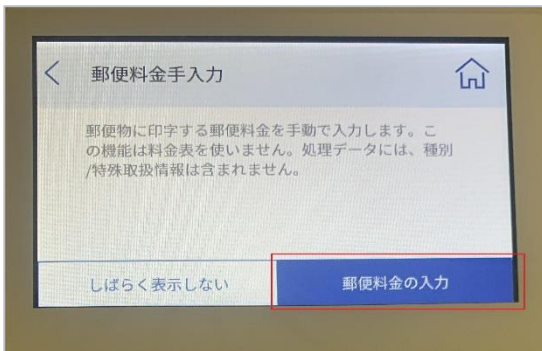 郵便料金手入力
郵便物に印字する郵便料金を手動で入力します。こ
の機能は料金表を使いません。処理データには、種別
/特殊取扱情報は含まれません。
しばらく表示しない
郵便料金の入力